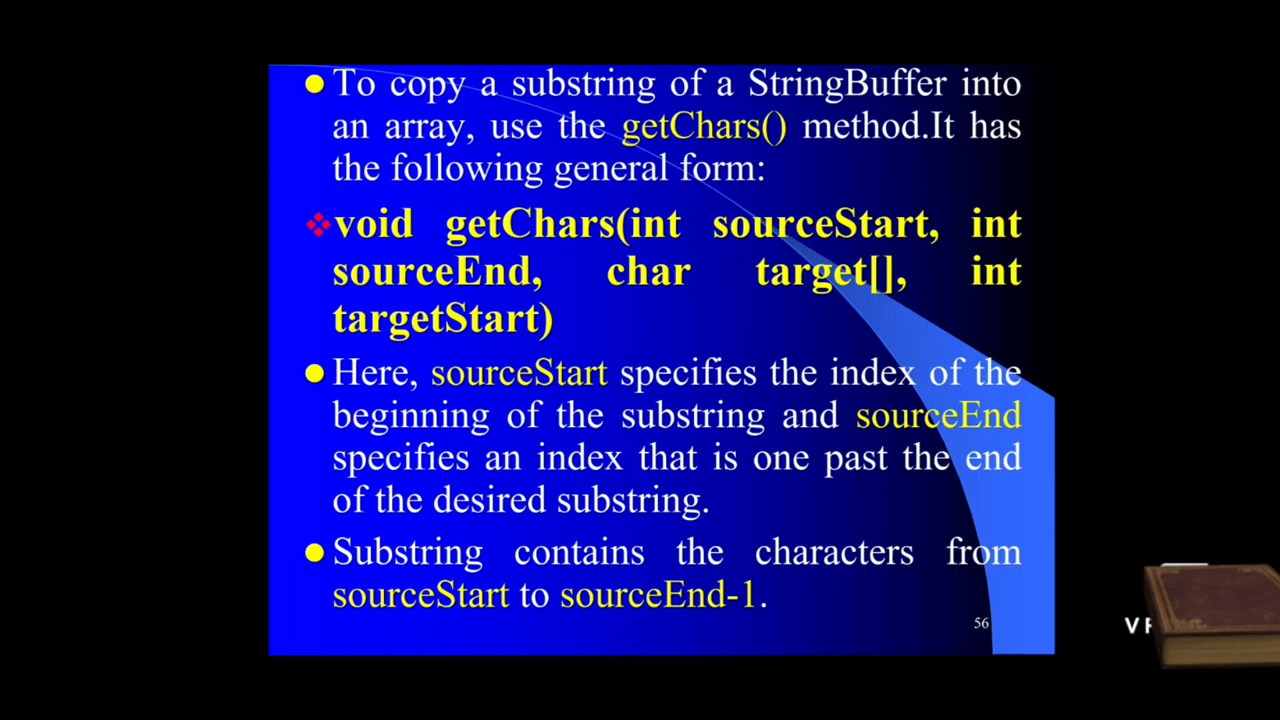 To copy a substring of a StringBuffer into
an array, use the getChars() method.It has
the following general form:
void getChars(int sourceStart, int
sourceEnd, char target[], int
targetStart)
Here, sourceStart specifies the index of the
beginning of the substring and sourceEnd
specifies an index that is one past the end
of the desired substring.
Substring contains the characters from
sourceStart to sourceEnd-1.
56